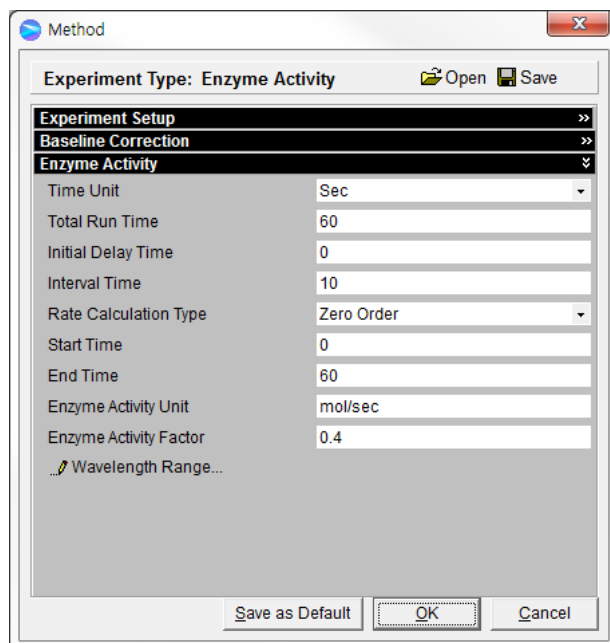 Method
Experiment Type: Enzyme Activity Open Save
Experiment Setup
Baseline Correction
Enzyme Activity
Time Unit Sec
Total Run Time 60
Initial Delay Time 0
Interval Time 10
Rate Calculation Type Zero Order
Start Time 0
End Time 60
Enzyme Activity Unit mol/sec
Enzyme Activity Factor 0.4
Wavelength Range...
Save as Default OK Cancel